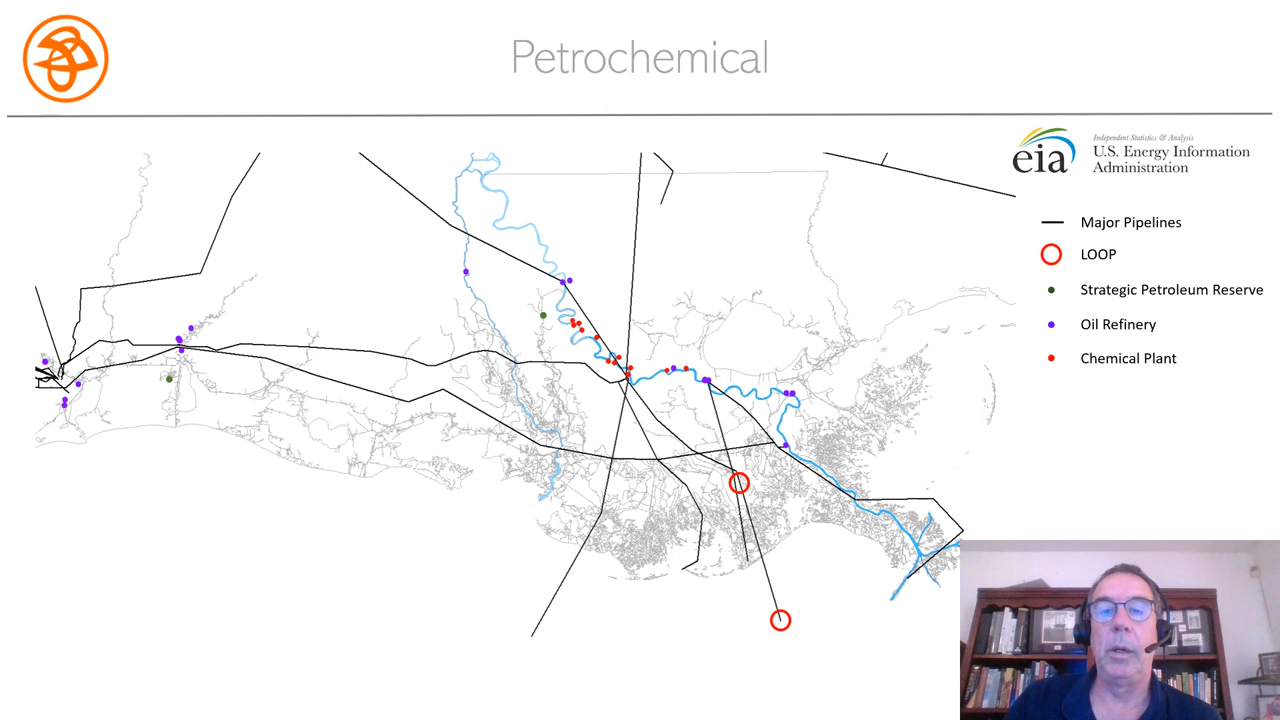 Petrochemical
eia
Independent Statistics & Analysis
U.S. Energy Information
Administration
Major Pipelines
LOOP
Strategic Petroleum Reserve
Oil Refinery
Chemical Plant